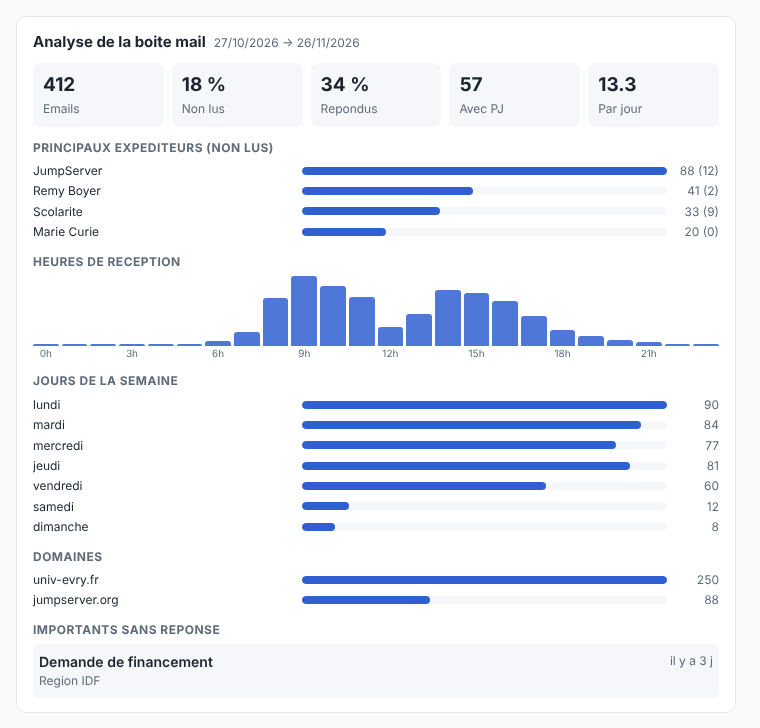 Analyse de la boite mail 27/10/2026 → 26/11/2026
412 18 % 34 % 57 13.3
Emails Non lus Repondus Avec PJ Par jour
PRINCIPAUX EXPEDITEURS (NON LUS)
JumpServer 88 (12)
Remy Boyer 41 (2)
Scolarite 33 (9)
Marie Curie 20 (0)
HEURES DE RECEPTION
0h 3h 6h 9h 12h 15h 18h 21h
JOURS DE LA SEMAINE
lundi 90
mardi 84
mercredi 77
jeudi 81
vendredi 60
samedi 12
dimanche 8
DOMAINES
univ-evry.fr 250
jumpserver.org 88
IMPORTANTS SANS REPONSE
Demande de financement il y a 3 j
Region IDF